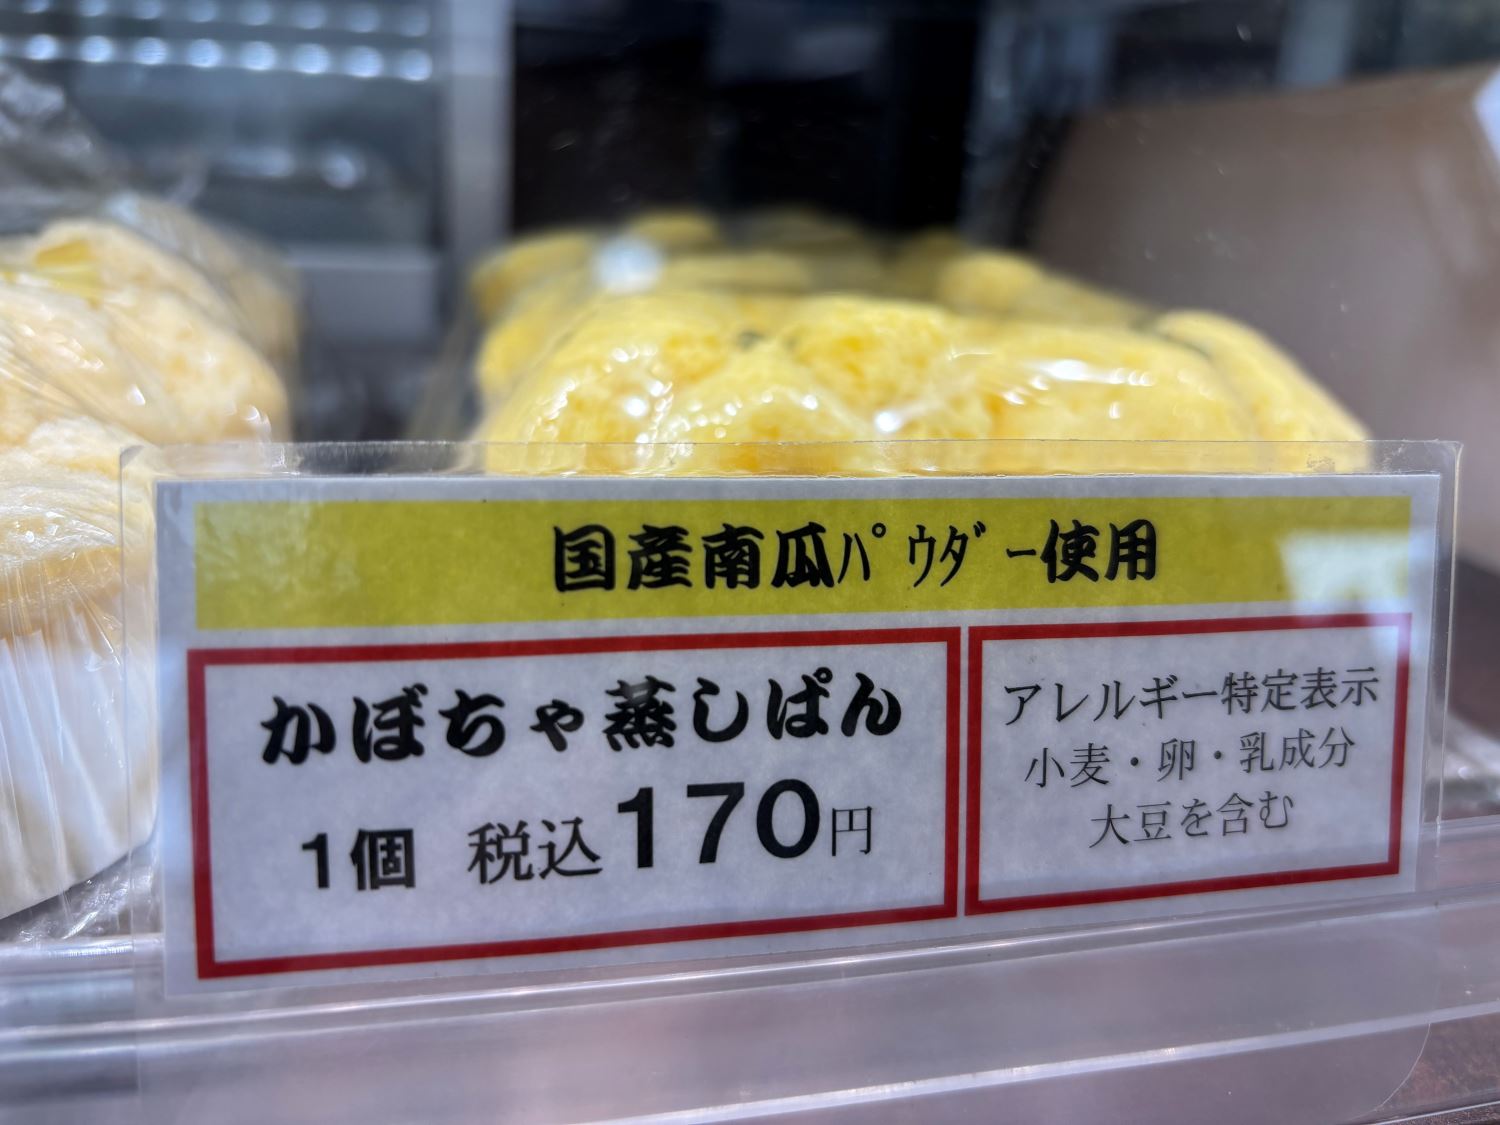 国産南瓜ﾊﾟｳﾀﾞｰ使用
かぼちゃ蒸しぱん
1個 税込170円
アレルギー特定表示
小麦・卵・乳成分
大豆を含む